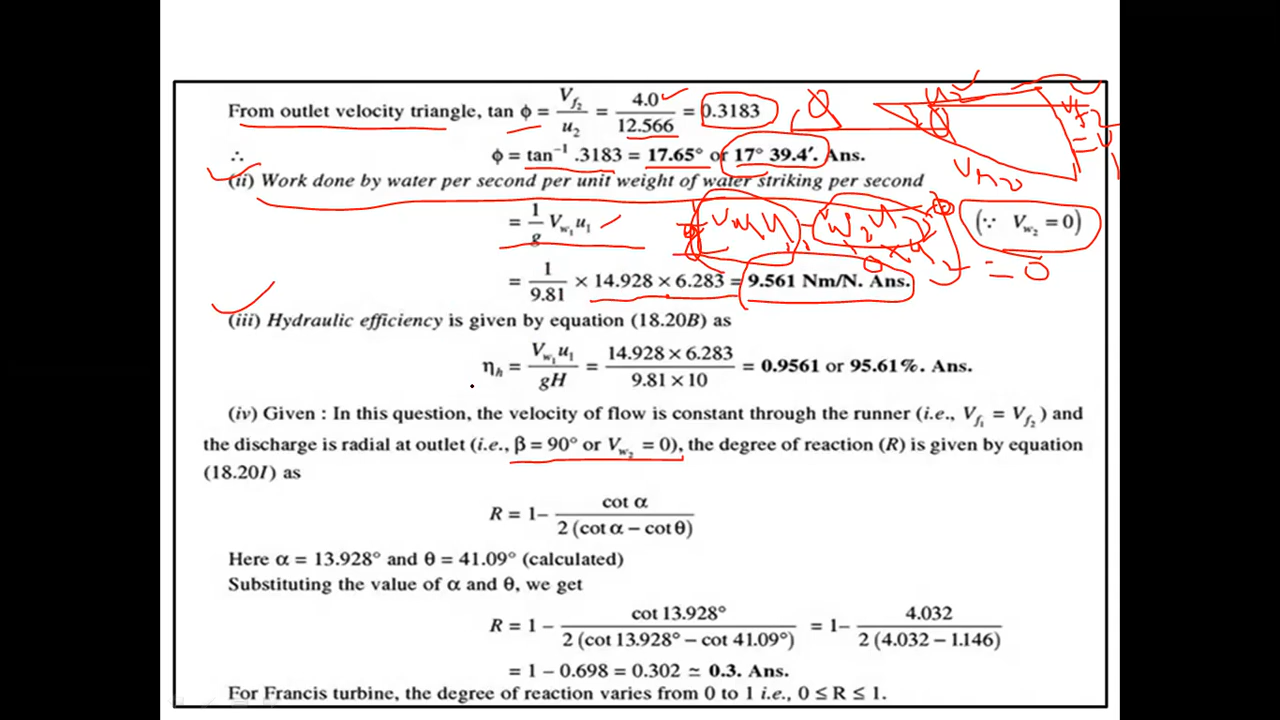 From outlet velocity triangle, tan ϕ = V_f₂ / u₂ = 4.0 / 12.566 = 0.3183
∴ ϕ = tan⁻¹ .3183 = 17.65° or 17° 39.4′. Ans.
(ii) Work done by water per second per unit weight of water striking per second
= 1/g V_w₁ u₁ (∵ V_w₂ = 0)
= 0
= 1/9.81 × 14.928 × 6.283 = 9.561 Nm/N. Ans.
(iii) Hydraulic efficiency is given by equation (18.20B) as
η_h = V_w₁ u₁ / gH = 14.928 × 6.283 / 9.81 × 10 = 0.9561 or 95.61%. Ans.
(iv) Given : In this question, the velocity of flow is constant through the runner (i.e., V_f₁ = V_f₂) and
the discharge is radial at outlet (i.e., β = 90° or V_w₂ = 0), the degree of reaction (R) is given by equation
(18.20I) as
R = 1– cot α / 2 (cot α – cot θ)
Here α = 13.928° and θ = 41.09° (calculated)
Substituting the value of α and θ, we get
R = 1 – cot 13.928° / 2 (cot 13.928° – cot 41.09°) = 1– 4.032 / 2 (4.032 – 1.146)
= 1 – 0.698 = 0.302 ≃ 0.3. Ans.
For Francis turbine, the degree of reaction varies from 0 to 1 i.e., 0 ≤ R ≤ 1.